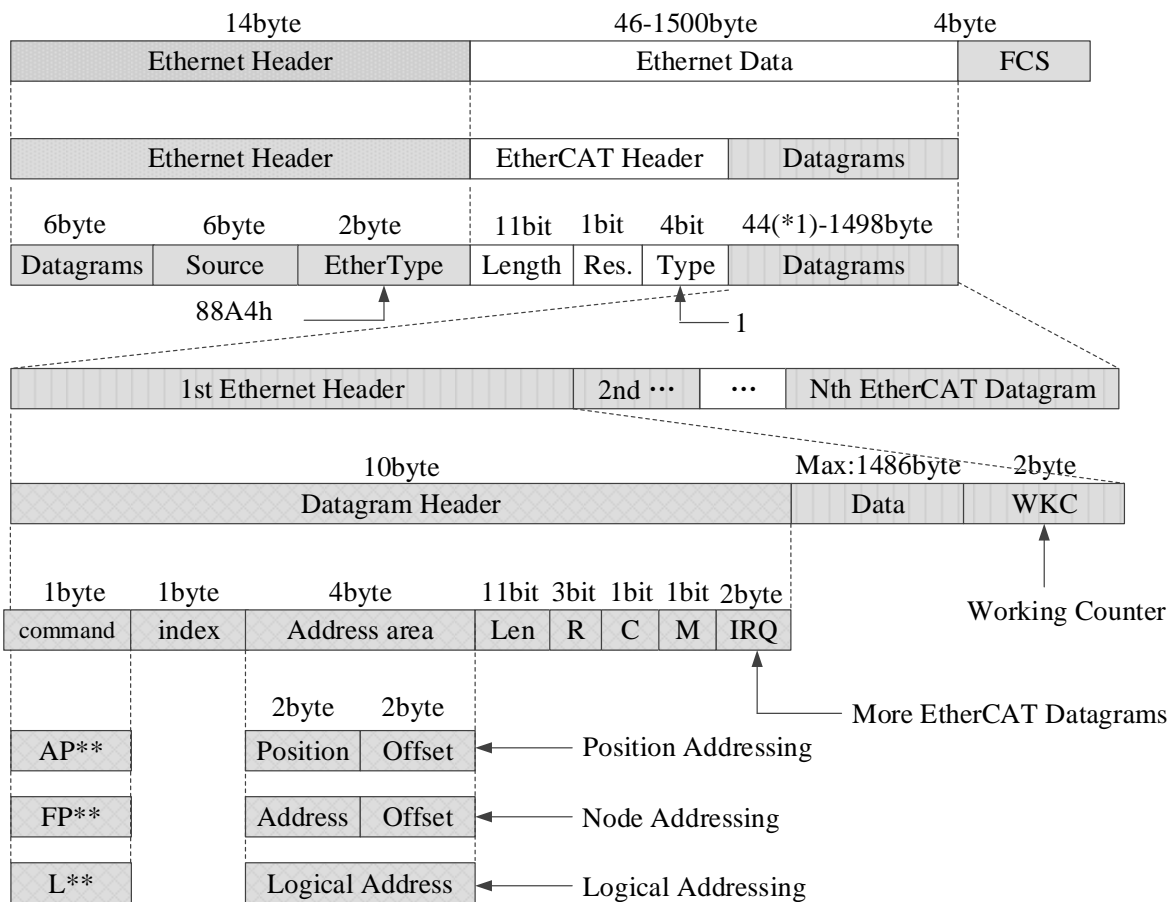 14byte 46-1500byte 4byte
Ethernet Header Ethernet Data FCS
Ethernet Header EtherCAT Header Datagrams
6byte 6byte 2byte 11bit 1bit 4bit 44(*1)-1498byte
Datagrams Source EtherType Length Res. Type Datagrams
88A4h 1
1st Ethernet Header 2nd ··· ··· Nth EtherCAT Datagram
10byte Max:1486byte 2byte
Datagram Header Data WKC
1byte 1byte 4byte 11bit 3bit 1bit 1bit 2byte
Working Counter
command index Address area Len R C M IRQ
2byte 2byte
More EtherCAT Datagrams
AP** Position Offset Position Addressing
FP** Address Offset Node Addressing
L** Logical Address Logical Addressing